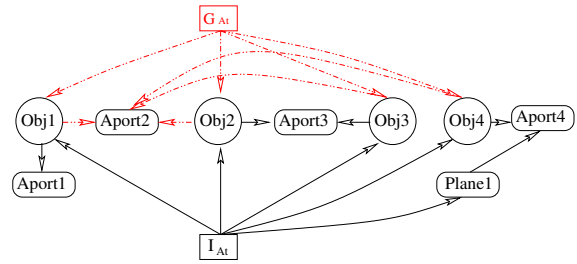 G At
Obj1
Aport2
Obj2
Aport3
Obj3
Obj4
Aport4
Aport1
Plane1
I At